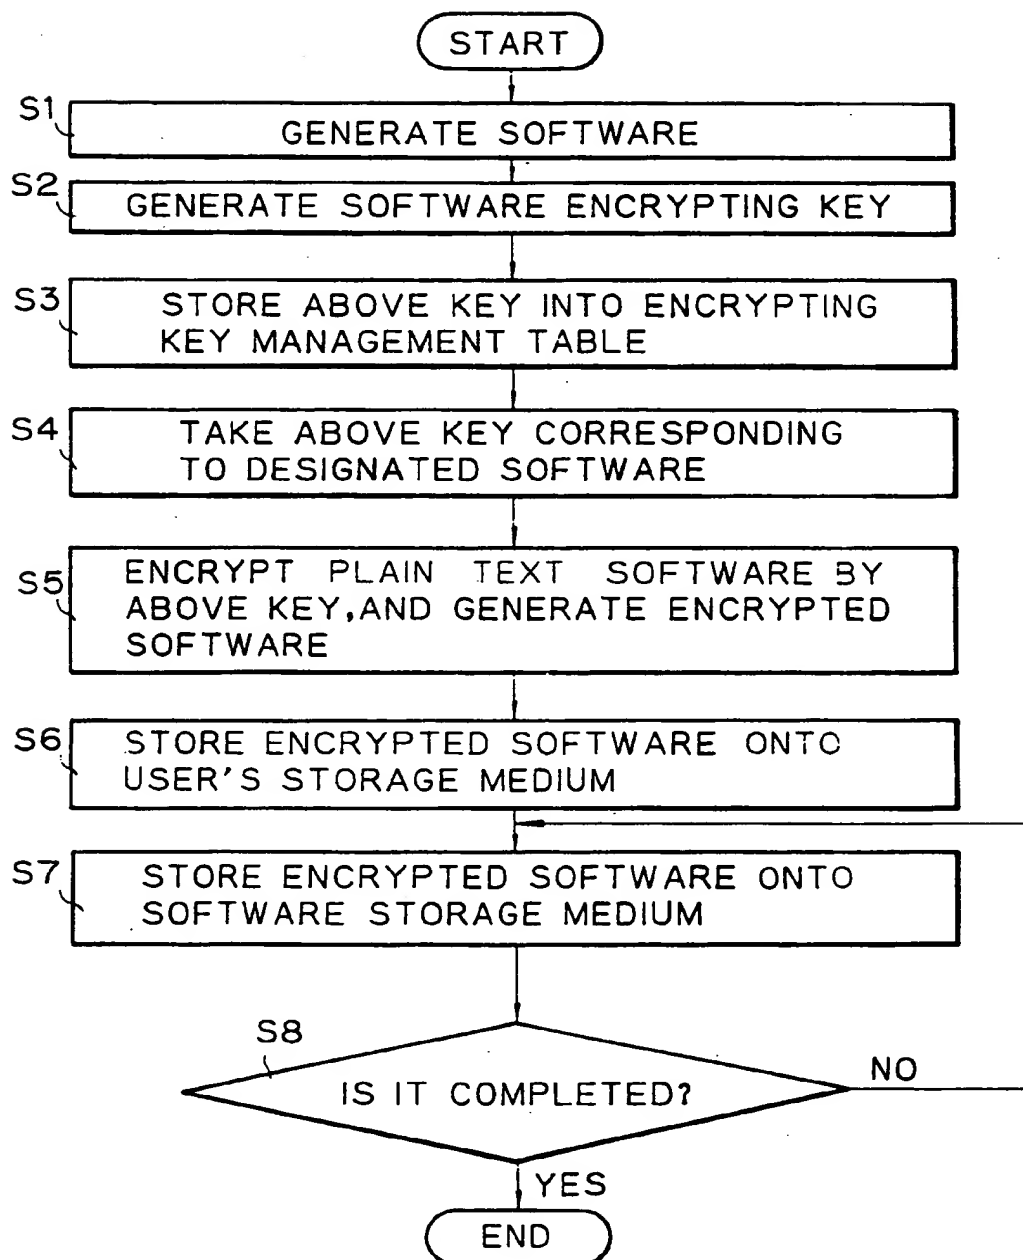 START
S1
GENERATE SOFTWARE
S2
GENERATE SOFTWARE ENCRYPTING KEY
S3
STORE ABOVE KEY INTO ENCRYPTING
KEY MANAGEMENT TABLE
S4
TAKE ABOVE KEY CORRESPONDING
TO DESIGNATED SOFTWARE
S5
ENCRYPT PLAIN TEXT SOFTWARE BY
ABOVE KEY,AND GENERATE ENCRYPTED
SOFTWARE
S6
STORE ENCRYPTED SOFTWARE ONTO
USER'S STORAGE MEDIUM
S7
STORE ENCRYPTED SOFTWARE ONTO
SOFTWARE STORAGE MEDIUM
S8
IS IT COMPLETED?
NO
YES
END